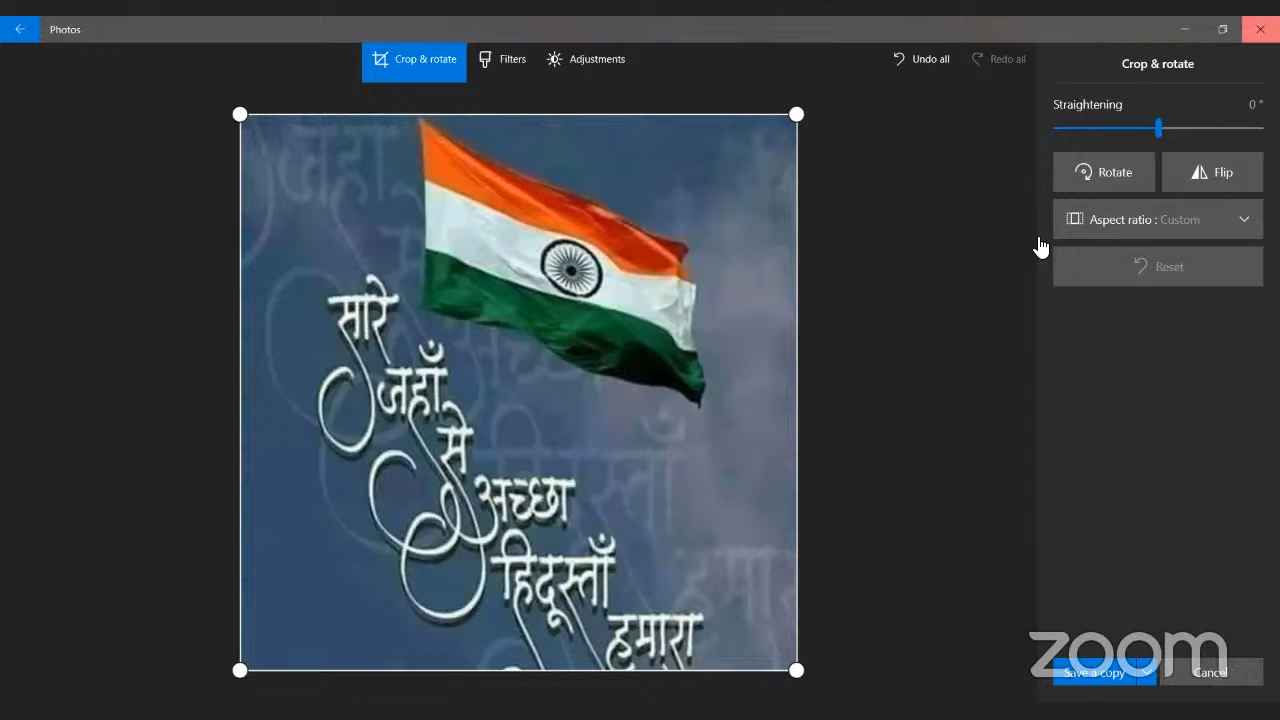 Photos
Crop & rotate
Filters
Adjustments
Undo all
Redo all
Crop & rotate
Straightening
0 °
Rotate
Flip
Aspect ratio : Custom
Reset
सारे
जहाँ
से
अच्छा
हिदूस्ताँ
हमारा
zoom
Save a copy
Cancel